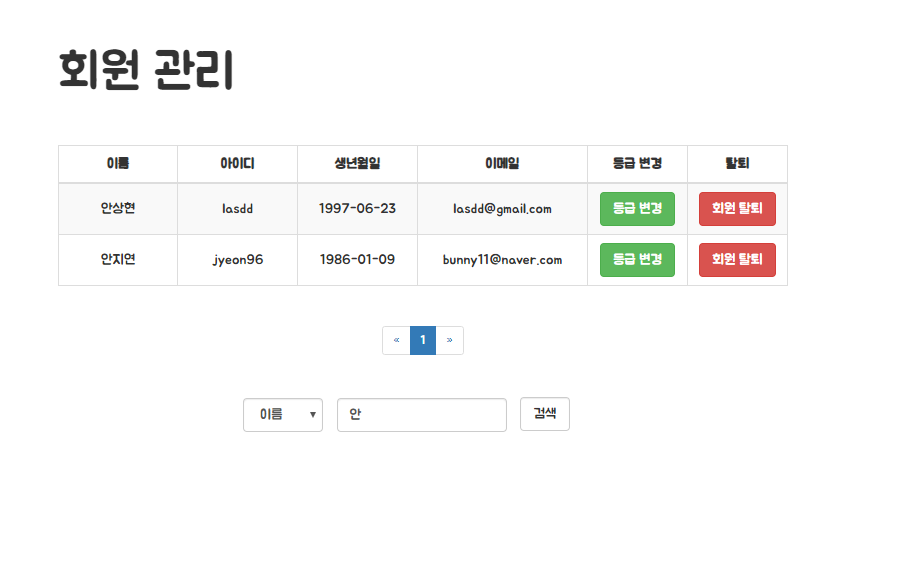 회원 관리
이름 아이디 생년월일 이메일 등급 변경 탈퇴
안상현 lasdd 1997-06-23 lasdd@gmail.com 등급 변경 회원 탈퇴
안지연 jyeon96 1986-01-09 bunny11@naver.com 등급 변경 회원 탈퇴
« 1 »
이름 ▾ 안 검색